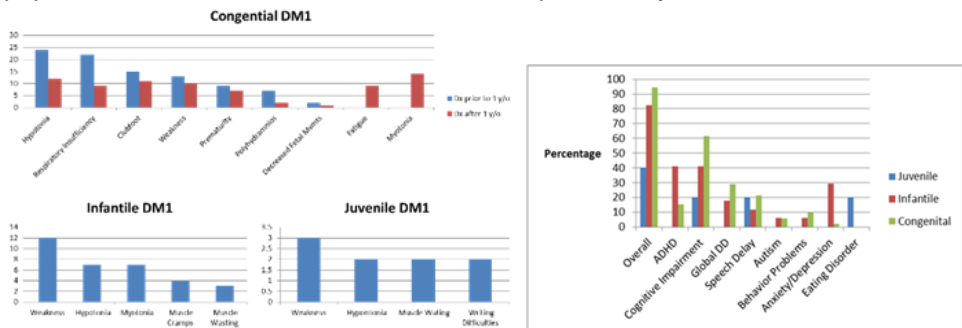 Congential DM1
30
25
20
15
10
5
0
Hypotonia
Respiratory Insufficiency
Clubfoot
Weakness
Prematurity
Polyhydramnios
Decreased Fetal Mvmts
Fatigue
Myotonia
Dx prior to 1 y/o
Dx after 1 y/o
Infantile DM1
14
12
10
8
6
4
2
0
Weakness
Hypotonia
Myotonia
Muscle
Cramps
Muscle
Wasting
Juvenile DM1
3.5
3
2.5
2
1.5
1
0.5
0
Weakness
Muscle Wasting
Difficulties
Percentage
100
90
80
70
60
50
40
30
20
10
0
Overall
ADHD
Cognitive Impairment
Global DD
Speech Delay
Autism
Behavior Problems
Anxiety/Depression
Eating Disorder
Juvenile
Infantile
Congenital